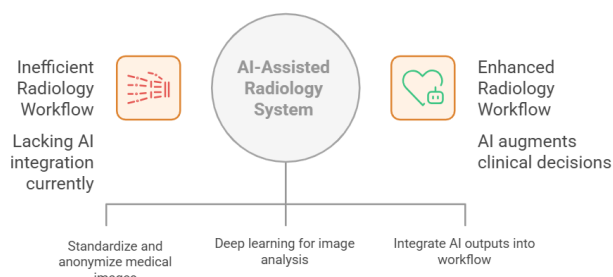 Inefficient
Radiology
Workflow
Lacking AI
integration
currently
AI-Assisted
Radiology
System
Enhanced
Radiology
Workflow
AI augments
clinical decisions
Standardize and
anonymize medical
images
Deep learning for image
analysis
Integrate AI outputs into
workflow